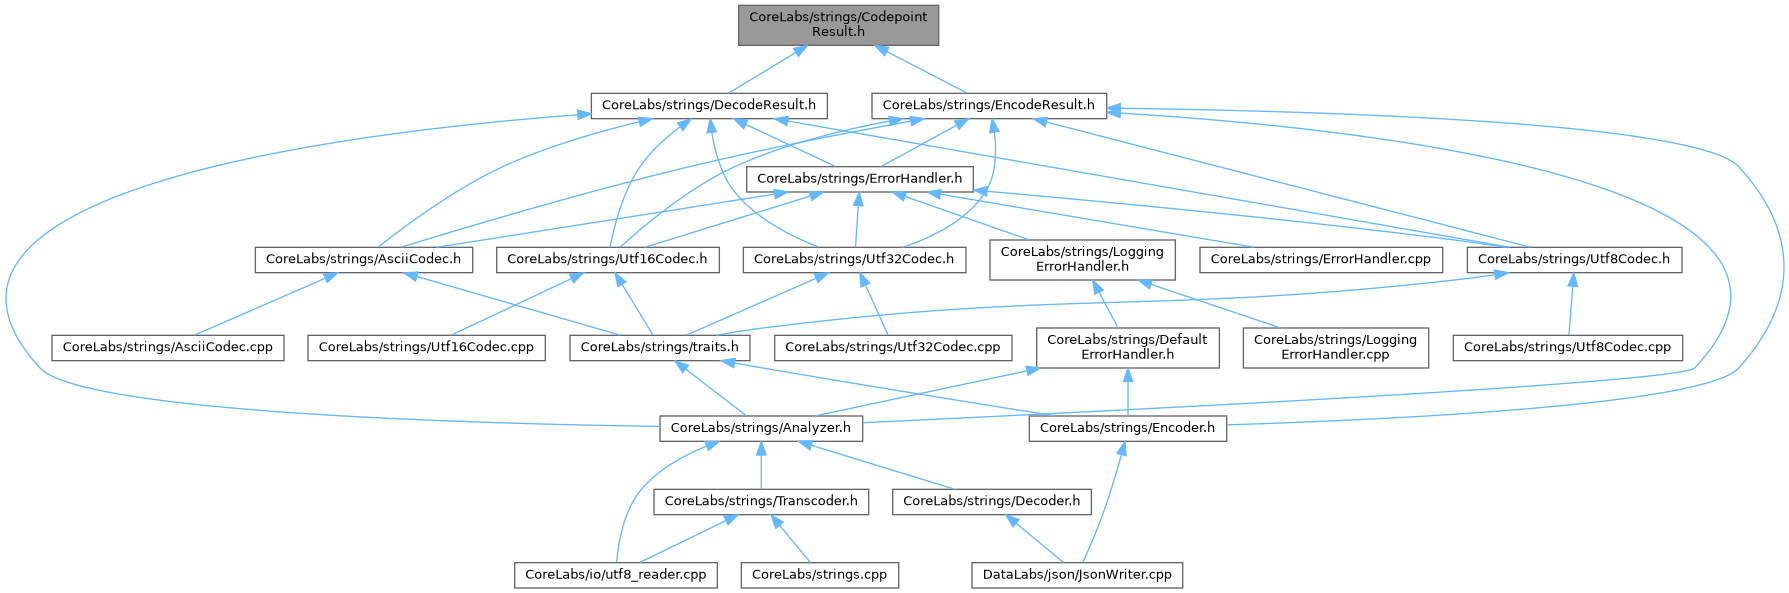 CoreLabs/strings/Codepoint
Result.h
CoreLabs/strings/DecodeResult.h
CoreLabs/strings/EncodeResult.h
CoreLabs/strings/ErrorHandler.h
CoreLabs/strings/AsciiCodec.h
CoreLabs/strings/Utf16Codec.h
CoreLabs/strings/Utf32Codec.h
CoreLabs/strings/Logging
ErrorHandler.h
CoreLabs/strings/ErrorHandler.cpp
CoreLabs/strings/Utf8Codec.h
CoreLabs/strings/AsciiCodec.cpp
CoreLabs/strings/Utf16Codec.cpp
CoreLabs/strings/traits.h
CoreLabs/strings/Utf32Codec.cpp
CoreLabs/strings/Default
ErrorHandler.h
CoreLabs/strings/Logging
ErrorHandler.cpp
CoreLabs/strings/Utf8Codec.cpp
CoreLabs/strings/Analyzer.h
CoreLabs/strings/Encoder.h
CoreLabs/strings/Transcoder.h
CoreLabs/strings/Decoder.h
CoreLabs/io/utf8_reader.cpp
CoreLabs/strings.cpp
DataLabs/json/JsonWriter.cpp